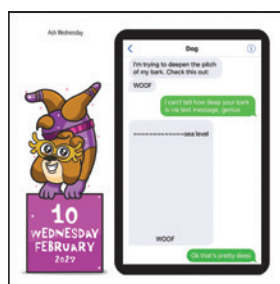 Ash Wednesday
Dog
I'm trying to deepen the pitch
of my bark. Check this out:
WOOF
I can't tell how deep your bark
is via text message, genius
~~~~~~~~~~~~~sea level
WOOF
Ok that's pretty deep
10
WEDNESDAY
FEBRUARY
2027